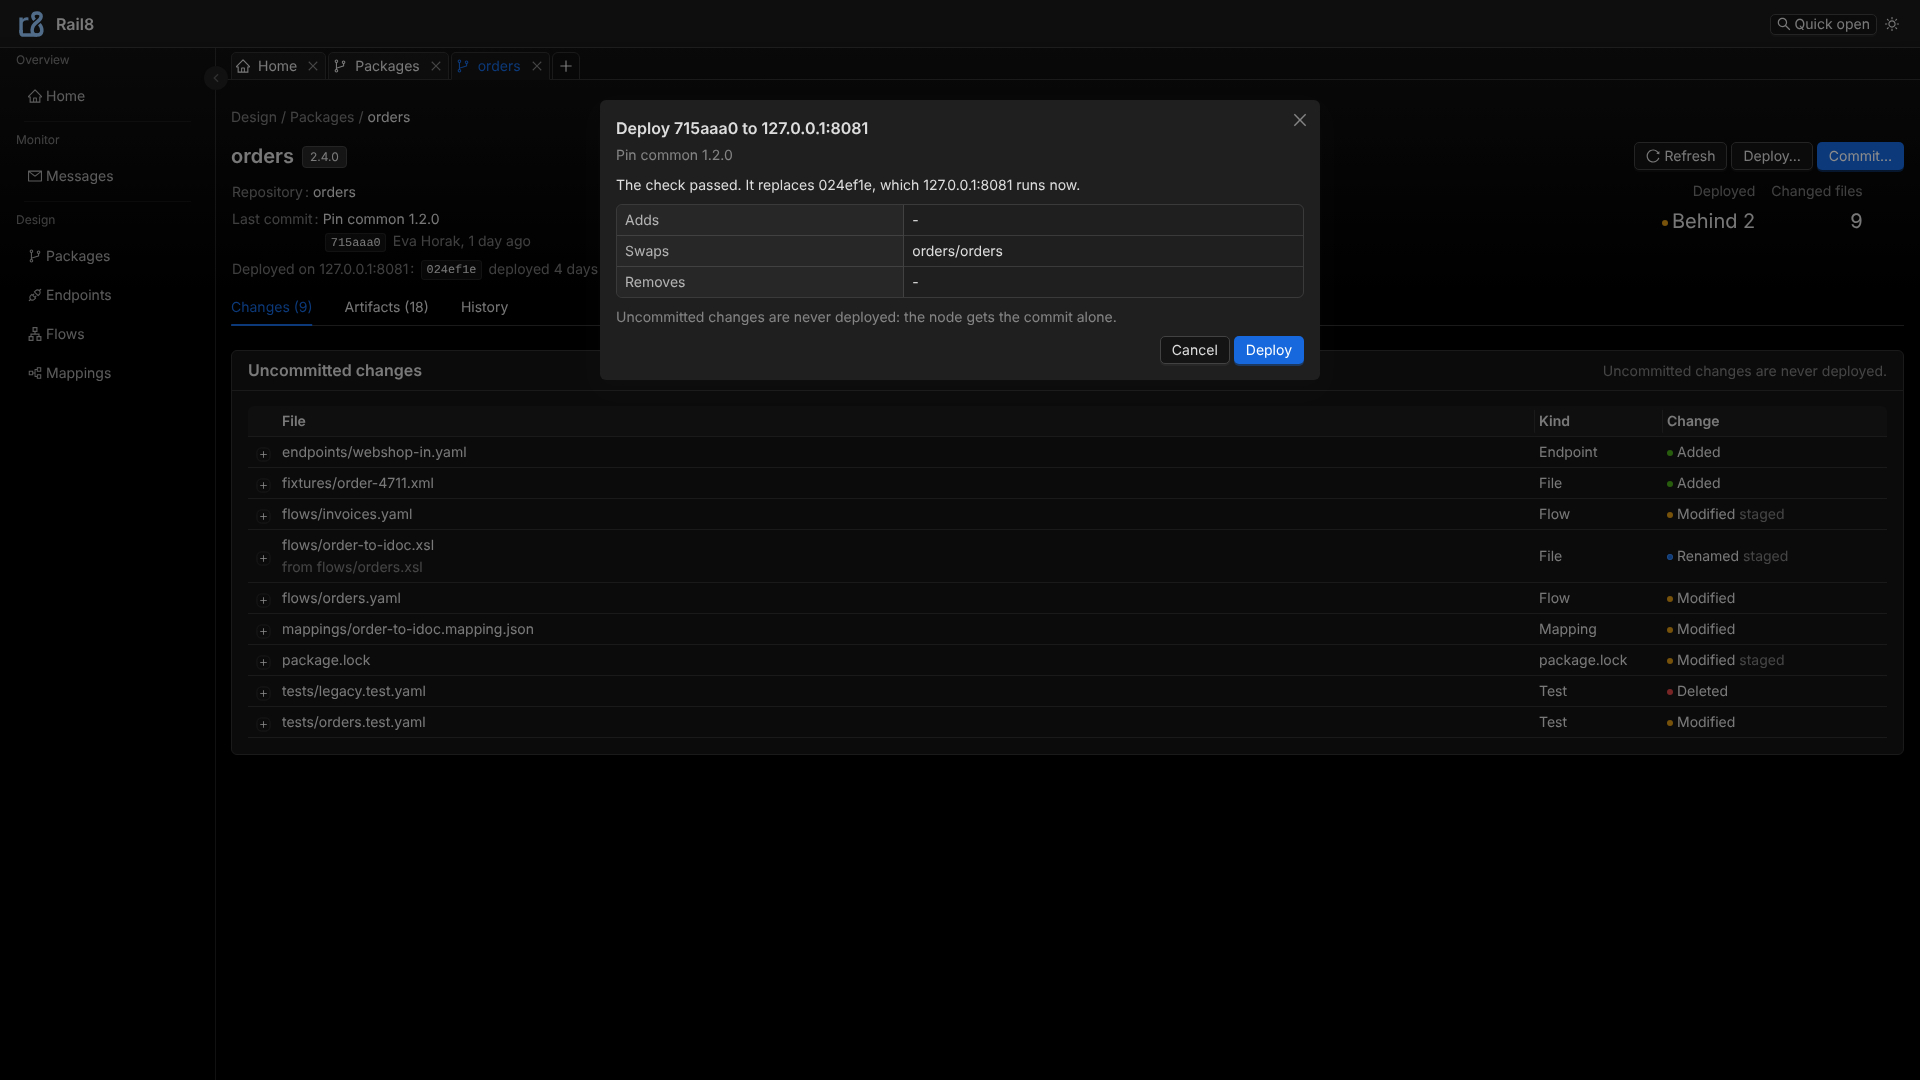 Rail8
Quick open
Overview
Home
Monitor
Messages
Design
Packages
Endpoints
Flows
Mappings
Home
Packages
orders
Design / Packages / orders
orders 2.4.0
Refresh
Deploy...
Commit...
Repository: orders
Last commit: Pin common 1.2.0
715aaa0 Eva Horak, 1 day ago
Deployed on 127.0.0.1:8081: 024ef1e deployed 4 days
Deployed
Behind 2
Changed files
9
Changes (9)
Artifacts (18)
History
Deploy 715aaa0 to 127.0.0.1:8081
Pin common 1.2.0
The check passed. It replaces 024ef1e, which 127.0.0.1:8081 runs now.
Adds -
Swaps orders/orders
Removes -
Uncommitted changes are never deployed: the node gets the commit alone.
Cancel
Deploy
Uncommitted changes
Uncommitted changes are never deployed.
File Kind Change
endpoints/webshop-in.yaml Endpoint Added
fixtures/order-4711.xml File Added
flows/invoices.yaml Flow Modified staged
flows/order-to-idoc.xsl File Renamed staged
from flows/orders.xsl
flows/orders.yaml Flow Modified
mappings/order-to-idoc.mapping.json Mapping Modified
package.lock package.lock Modified staged
tests/legacy.test.yaml Test Deleted
tests/orders.test.yaml Test Modified